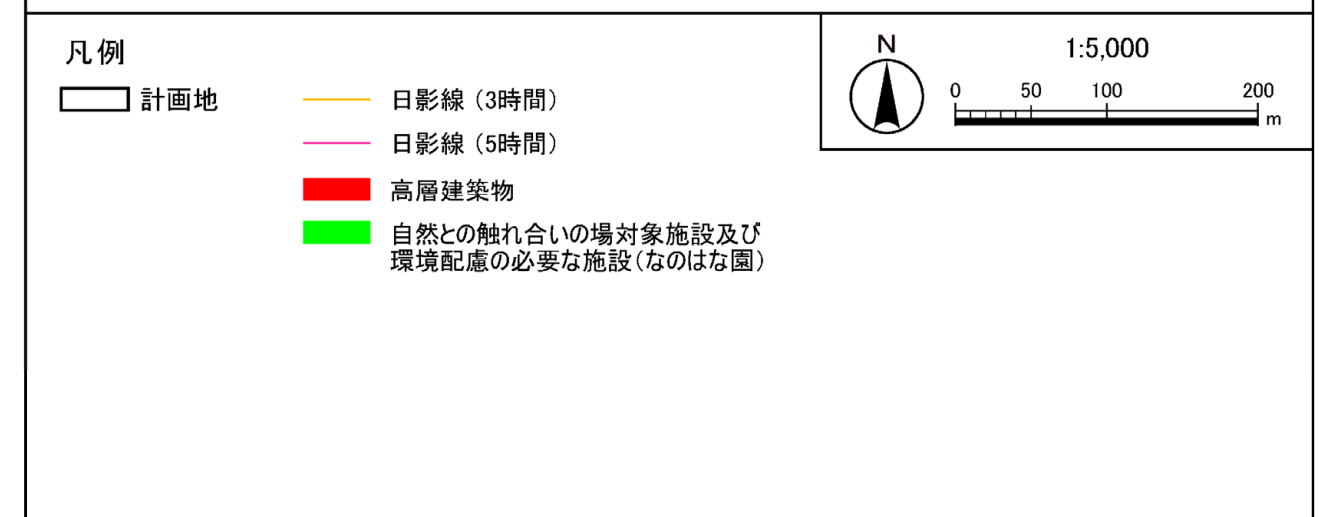 凡例
計画地
日影線（3時間）
日影線（5時間）
高層建築物
自然との触れ合いの場対象施設及び
環境配慮の必要な施設（なのはな園）
N
1:5,000
0 50 100 200
m